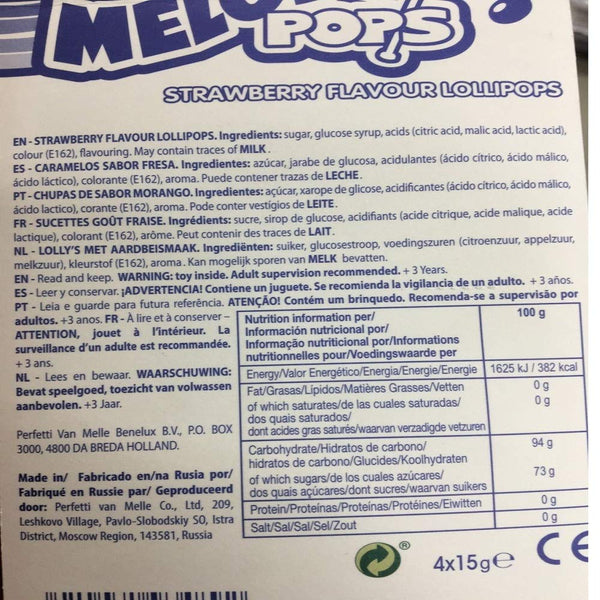 POPS
STRAWBERRY FLAVOUR LOLLIPOPS
EN - STRAWBERRY FLAVOUR LOLLIPOPS. Ingredients: sugar, glucose syrup, acids (citric acid, malic acid, lactic acid),
colour (E162), flavouring. May contain traces of MILK.
ES - CARAMELOS SABOR FRESA. Ingredientes: azúcar, jarabe de glucosa, acidulantes (ácido cítrico, ácido málico,
ácido láctico), colorante (E162), aroma. Puede contener trazas de LECHE.
PT - CHUPAS DE SABOR MORANGO. Ingredientes: açúcar, xarope de glicose, acidificantes (ácido cítrico, ácido málico,
ácido lactico), corante (E162), aroma. Pode conter vestígios de LEITE.
FR - SUCETTES GOÛT FRAISE. Ingrédients: sucre, sirop de glucose, acidifiants (acide citrique, acide malique, acide
lactique), colorant (E162), arôme. Peut contenir des traces de LAIT.
NL - LOLLY'S MET AARDBEISMAAK. Ingrediënten: suiker, glucosestroop, voedingszuren (citroenzuur, appelzuur,
melkzuur), kleurstof (E162), aroma. Kan mogelijk sporen van MELK bevatten.
EN - Read and keep. WARNING: toy inside. Adult supervision recommended. + 3 Years.
ES - Leer y conservar. ¡ADVERTENCIA! Contiene un juguete. Se recomienda la vigilancia de un adulto. + 3 años.
PT - Leia e guarde para futura referência. ATENÇÃO! Contém um brinquedo. Recomenda-se a supervisão por
adultos. +3 anos. FR - À lire et à conserver –
ATTENTION, jouet à l'intérieur. La
surveillance d'un adulte est recommandée.
+ 3 ans.
NL - Lees en bewaar. WAARSCHUWING:
Bevat speelgoed, toezicht van volwassen
aanbevolen. +3 Jaar.
Perfetti Van Melle Benelux B.V., P.O. BOX
3000, 4800 DA BREDA HOLLAND.
Made in/ Fabricado en/na Rusia por/
Fabriqué en Russie par/ Geproduceerd
door: Perfetti van Melle Co., Ltd, 209,
Leshkovo Village, Pavlo-Slobodskiy SO, Istra
District, Moscow Region, 143581, Russia
Nutrition information per/ 100 g
Información nutricional por/
Informação nutricional por/Informations
nutritionnelles pour/Voedingswaarde per
Energy/Valor Energético/Energia/Energie/Energie 1625 kJ / 382 kcal
Fat/Grasas/Lípidos/Matières Grasses/Vetten 0 g
of which saturates/de las cuales saturadas/ 0 g
dos quais saturados/
dont acides gras saturés/waarvan verzadigde vetzuren
Carbohydrate/Hidratos de carbono/ 94 g
hidratos de carbono/Glucides/Koolhydraten
of which sugars/de los cuales azúcares/ 73 g
dos quais açúcares/dont sucres/waarvan suikers
Protein/Proteínas/Proteínas/Protéines/Eiwitten 0 g
Salt/Sal/Sal/Sel/Zout 0 g
® 4x15g℮ CE